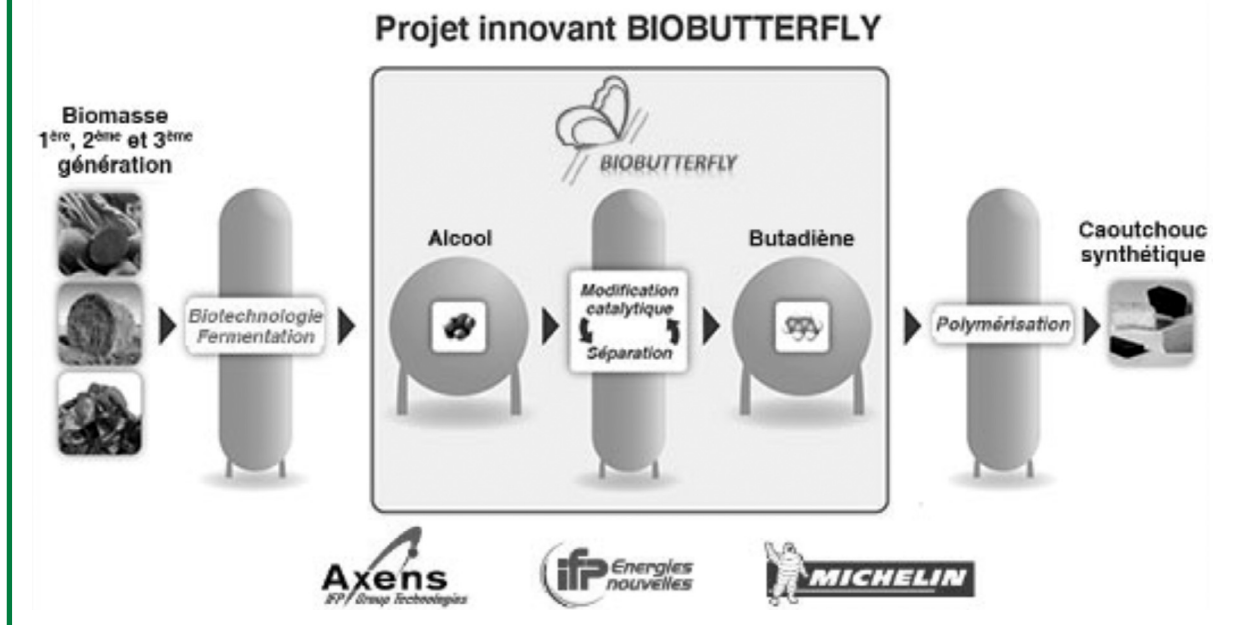 Projet innovant BIOBUTTERFLY
Biomasse
1ère, 2ème et 3ème
génération
BIOBUTTERFLY
Alcool
Butadiène
Caoutchouc
synthétique
Biotechnologie
Fermentation
Modification
catalytique
Séparation
Polymérisation
Axens
IFP Group Technologies
ifp Energies
nouvelles
MICHELIN